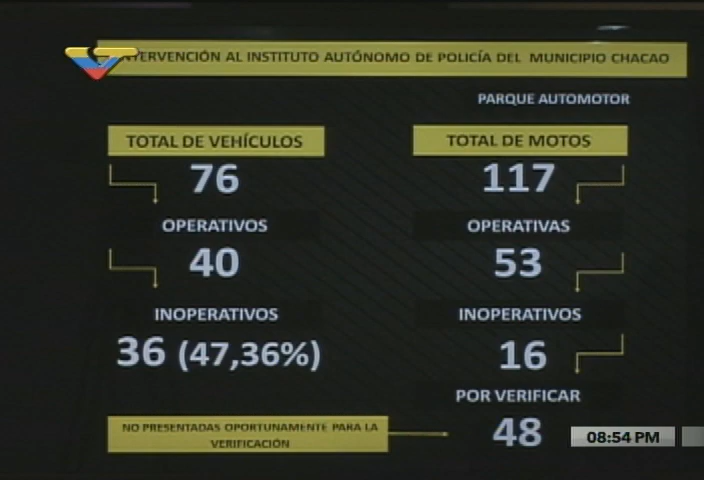 INTERVENCIÓN AL INSTITUTO AUTÓNOMO DE POLICÍA DEL MUNICIPIO CHACAO
PARQUE AUTOMOTOR
TOTAL DE VEHÍCULOS
76
OPERATIVOS
40
INOPERATIVOS
36 (47,36%)
TOTAL DE MOTOS
117
OPERATIVAS
53
INOPERATIVOS
16
POR VERIFICAR
48
NO PRESENTADAS OPORTUNAMENTE PARA LA
VERIFICACIÓN
08:54 PM